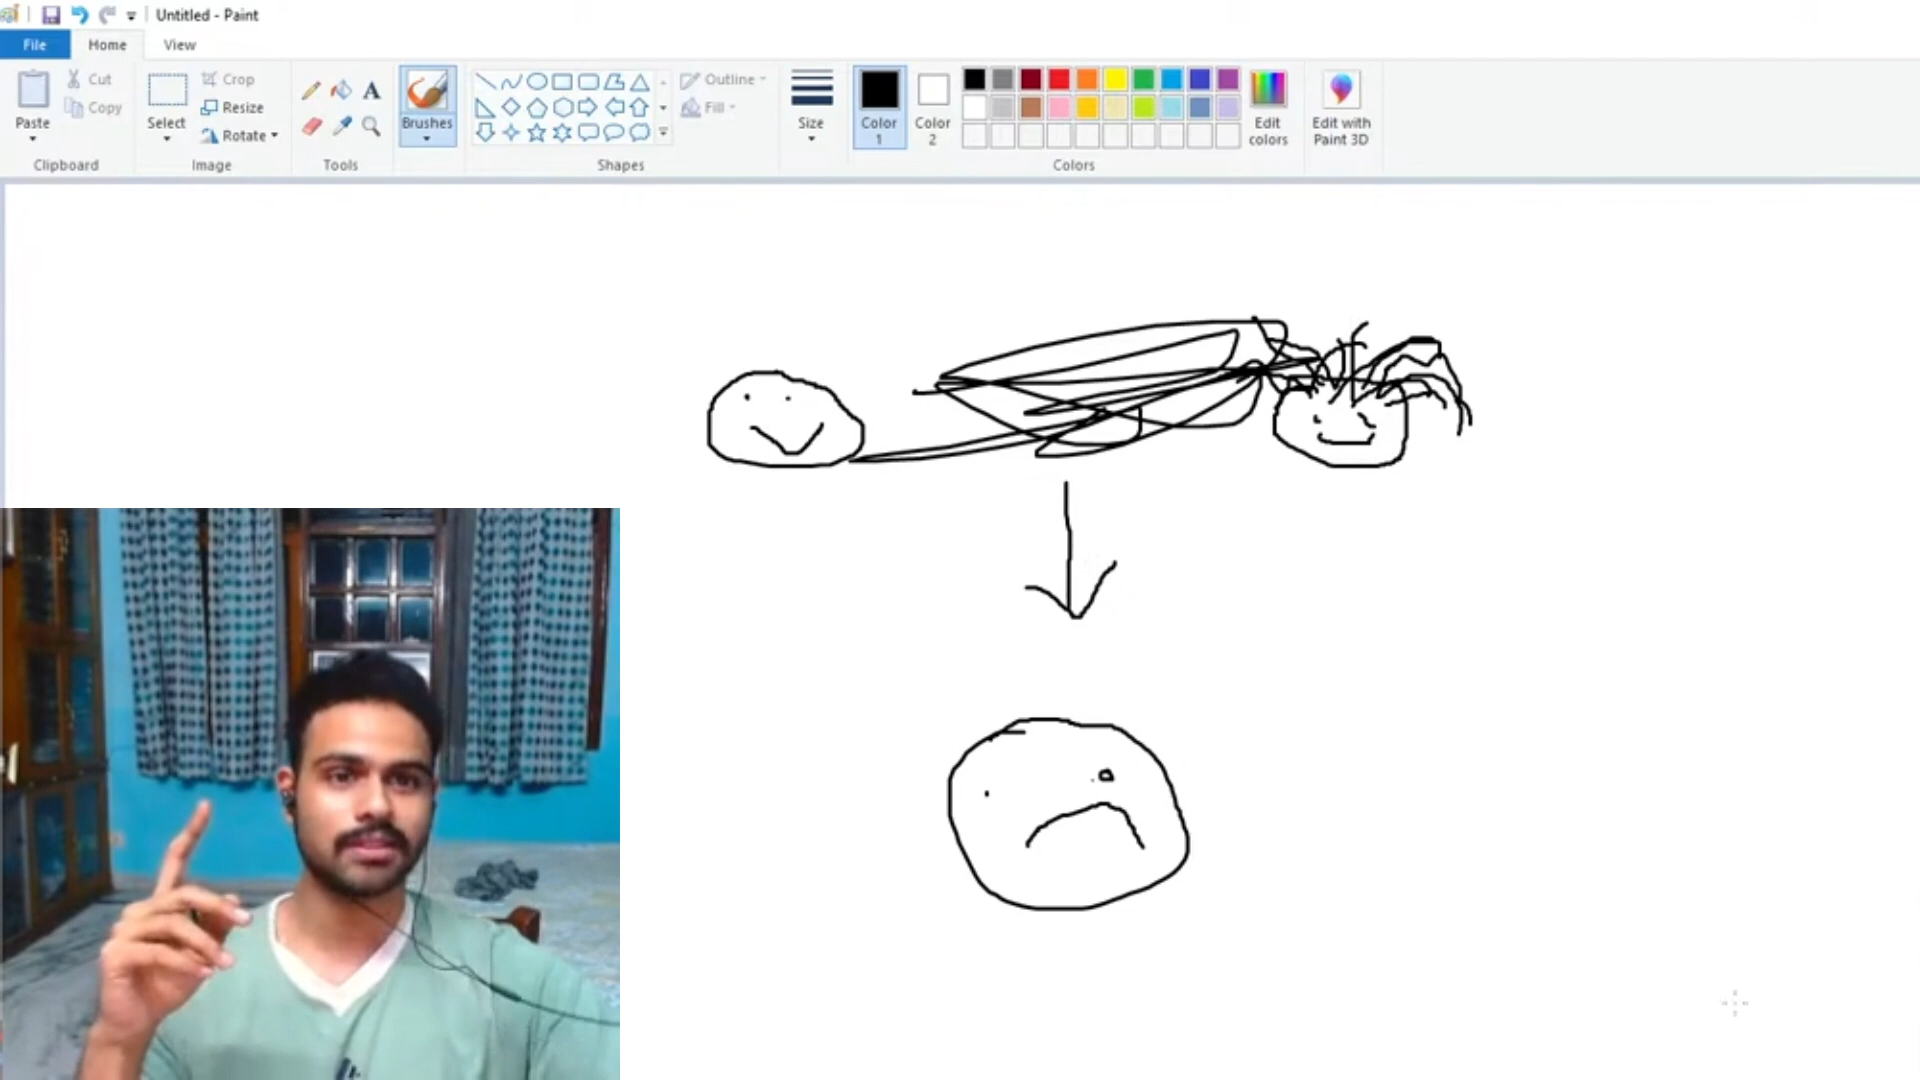 Untitled - Paint
File Home View
Paste
Cut
Copy
Clipboard
Select
Crop
Resize
Rotate
Image
A
Tools
Brushes
Outline
Fill
Shapes
Size
Color
1
Color
2
Edit
colors
Colors
Edit with
Paint 3D